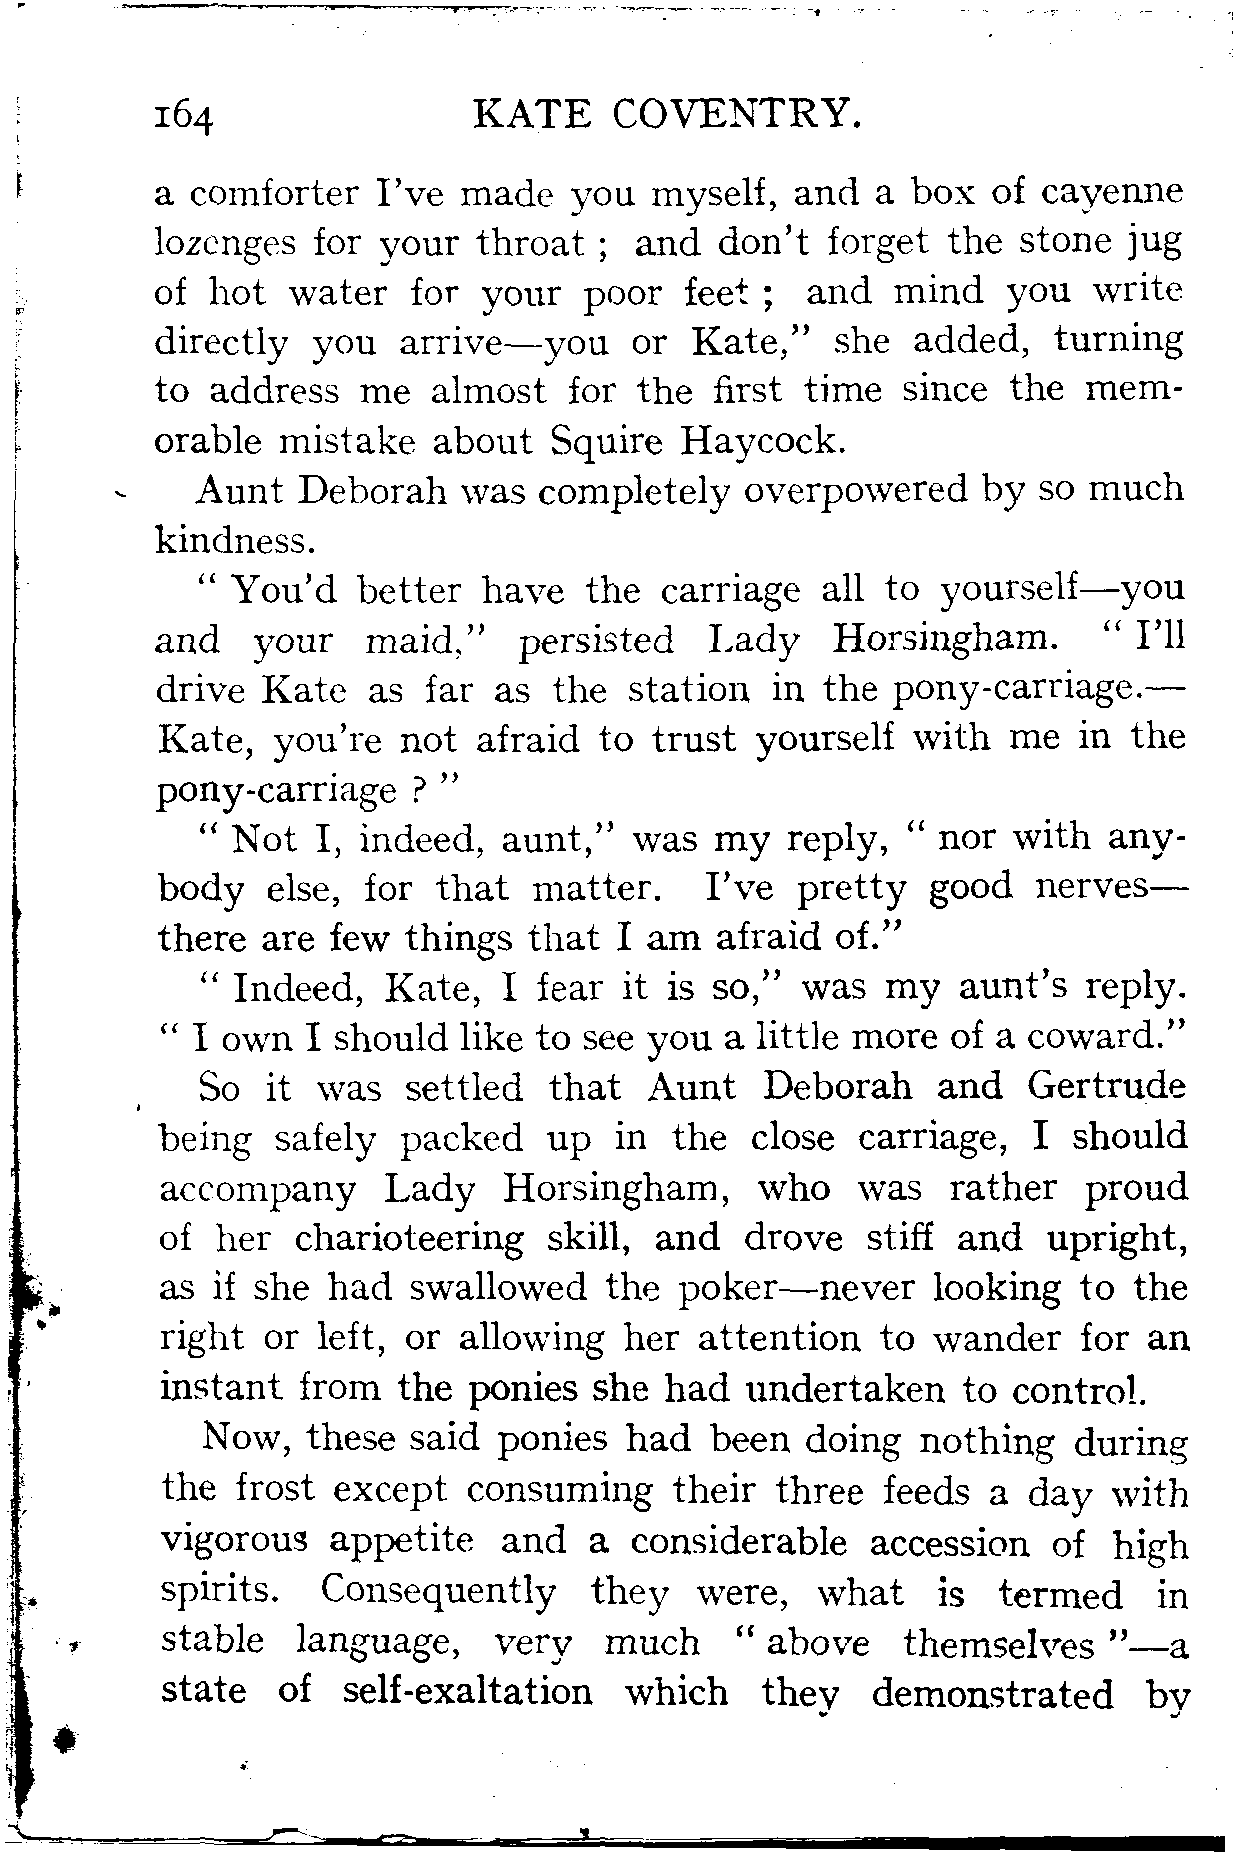 164 KATE COVENTRY.
a comforter I've made you myself, and a box of cayenne
lozenges for your throat ; and don't forget the stone jug
of hot water for your poor feet ; and mind you write
directly you arrive—you or Kate," she added, turning
to address me almost for the first time since the mem-
orable mistake about Squire Haycock.
Aunt Deborah was completely overpowered by so much
kindness.
" You'd better have the carriage all to yourself—you
and your maid," persisted Lady Horsingham. " I'll
drive Kate as far as the station in the pony-carriage.—
Kate, you're not afraid to trust yourself with me in the
pony-carriage ? "
" Not I, indeed, aunt," was my reply, " nor with any-
body else, for that matter. I've pretty good nerves—
there are few things that I am afraid of."
" Indeed, Kate, I fear it is so," was my aunt's reply.
" I own I should like to see you a little more of a coward."
So it was settled that Aunt Deborah and Gertrude
being safely packed up in the close carriage, I should
accompany Lady Horsingham, who was rather proud
of her charioteering skill, and drove stiff and upright,
as if she had swallowed the poker—never looking to the
right or left, or allowing her attention to wander for an
instant from the ponies she had undertaken to control.
Now, these said ponies had been doing nothing during
the frost except consuming their three feeds a day with
vigorous appetite and a considerable accession of high
spirits. Consequently they were, what is termed in
stable language, very much " above themselves "—a
state of self-exaltation which they demonstrated by